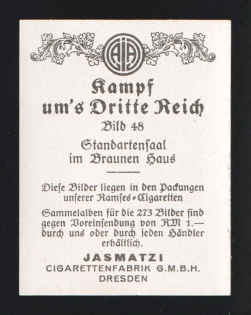 AJA
Kampf
um's Dritte Reich
Bild 48
Standartensaal
im Braunen Haus
Diese Bilder liegen in den Packungen
unserer Ramses=Cigaretten
Sammelalben für die 273 Bilder sind
gegen Voreinsendung von RM 1.—
durch uns oder durch jeden Händler
erhältlich.
JASMATZI
CIGARETTENFABRIK G.M.B.H.
DRESDEN